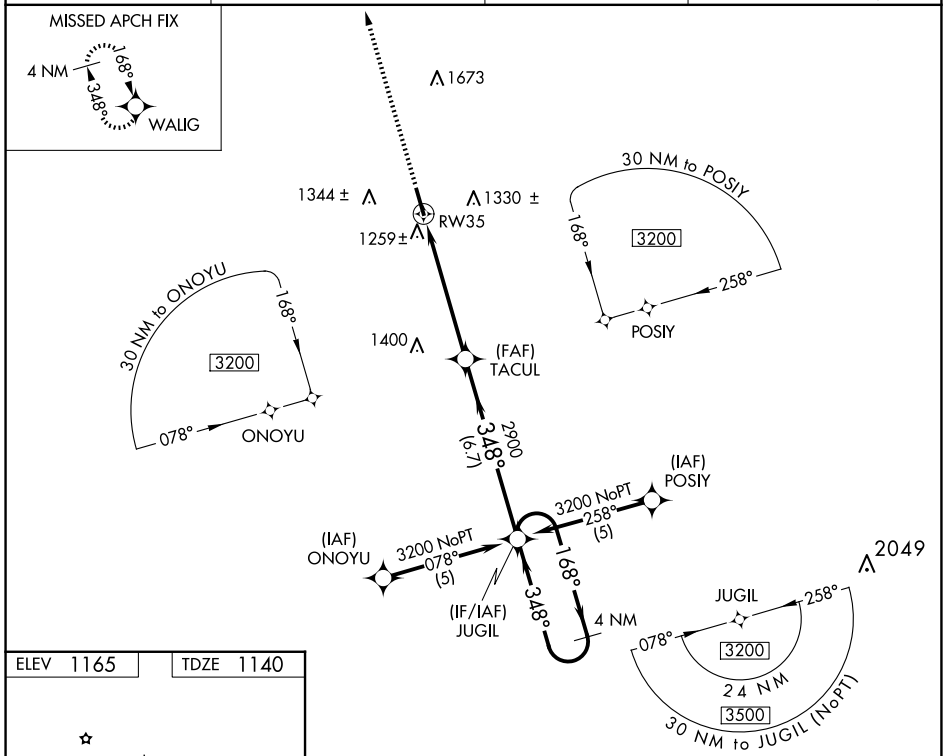 MISSED APCH FIX
4 NM
168°
348°
WALIG
1673
1344 ±
1330 ±
RW35
1259 ±
30 NM to POSIY
168°
3200
258°
POSIY
30 NM to ONOYU
168°
3200
078°
ONOYU
1400
(FAF)
TACUL
2900
348°
(6.7)
(IAF)
POSIY
3200 NoPT
258°
(5)
(IAF)
ONOYU
3200 NoPT
078°
(5)
(IF/IAF)
JUGIL
168°
348°
4 NM
2049
JUGIL
258°
078°
3200
24 NM
3500
30 NM to JUGIL (NoPT)
ELEV 1165
TDZE 1140